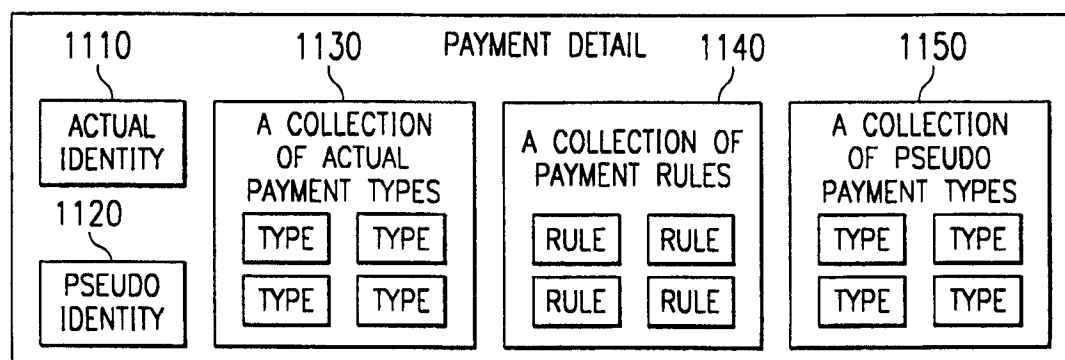 PAYMENT DETAIL
1110
ACTUAL
IDENTITY
1120
PSEUDO
IDENTITY
1130
A COLLECTION
OF ACTUAL
PAYMENT TYPES
TYPE TYPE
TYPE TYPE
1140
A COLLECTION OF
PAYMENT RULES
RULE RULE
RULE RULE
1150
A COLLECTION
OF PSEUDO
PAYMENT TYPES
TYPE TYPE
TYPE TYPE